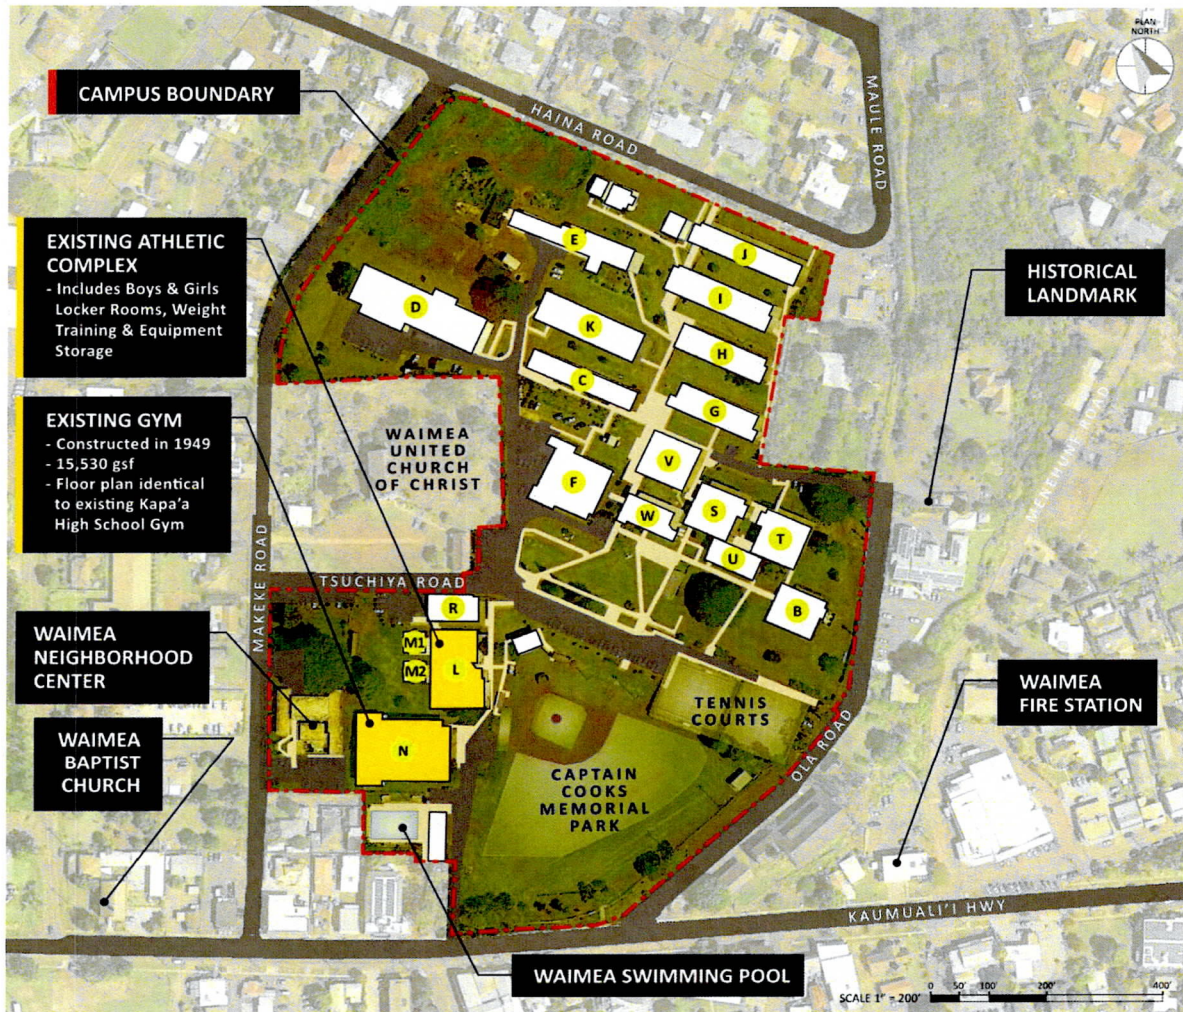 PLAN
NORTH
CAMPUS BOUNDARY
HAINA ROAD
MAULE ROAD
EXISTING ATHLETIC
COMPLEX
- Includes Boys & Girls
Locker Rooms, Weight
Training & Equipment
Storage
HISTORICAL
LANDMARK
E
J
I
D
K
H
C
G
EXISTING GYM
- Constructed in 1949
- 15,530 gsf
- Floor plan identical
to existing Kapa'a
High School Gym
WAIMEA
UNITED
CHURCH
OF CHRIST
V
F
W
S
T
U
B
MAKEKE ROAD
TSUCHIYA ROAD
R
M1
M2
L
N
WAIMEA
NEIGHBORHOOD
CENTER
WAIMEA
BAPTIST
CHURCH
TENNIS
COURTS
CAPTAIN
COOKS
MEMORIAL
PARK
OLA ROAD
WAIMEA
FIRE STATION
KAUMUALI'I HWY
WAIMEA SWIMMING POOL
SCALE 1" = 200'
0 50' 100' 200' 400'